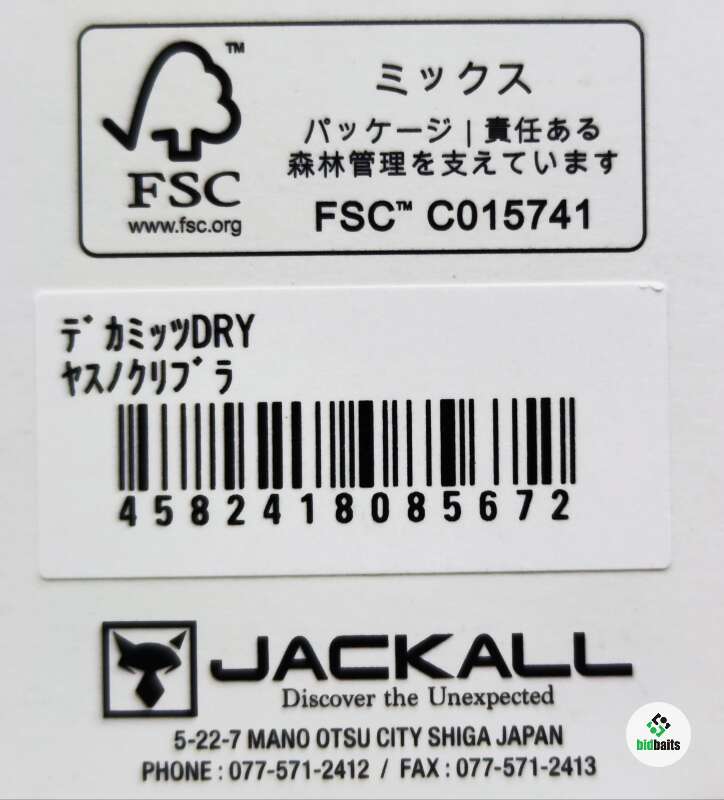 ™
ミックス
パッケージ | 責任ある
森林管理を支えています
FSC
www.fsc.org
FSC™ C015741
ﾃﾞｶﾐｯﾂDRY
ﾔｽﾉｸﾘﾌﾞﾗ
4582418085672
JACKALL
Discover the Unexpected
5-22-7 MANO OTSU CITY SHIGA JAPAN
PHONE : 077-571-2412 / FAX : 077-571-2413
bidbaits